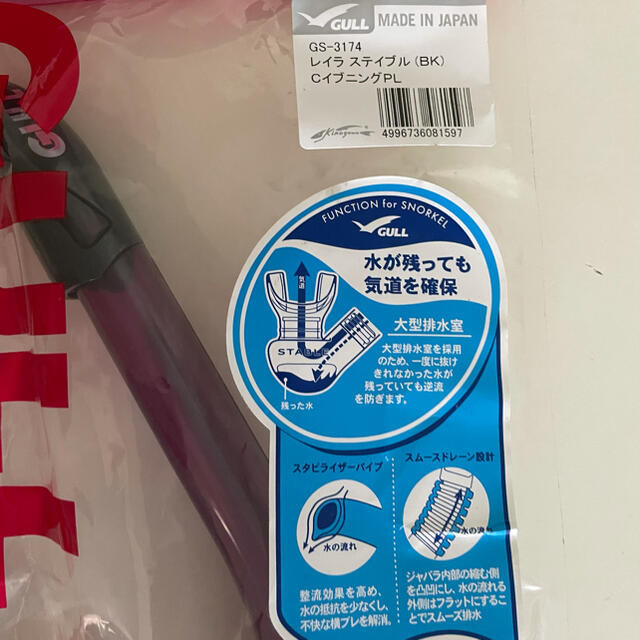 GULL MADE IN JAPAN
GS-3174
レイラ ステイブル(BK)
CイブニングPL
Kinugawa 4996736081597
FUNCTION for SNORKEL
GULL
水が残っても
気道を確保
気道
STABLE
残った水
大型排水室
大型排水室を採用
のため、一度に抜け
きれなかった水が
残っていても逆流
を防ぎます。
スタビライザーパイプ
水の流れ
整流効果を高め、
水の抵抗を少なくし、
不快な横ブレを解消。
スムースドレーン設計
水の流れ
ジャバラ内部の縮む側
を凸凹にし、水の流れる
外側はフラットにするこ
とでスムーズ排水